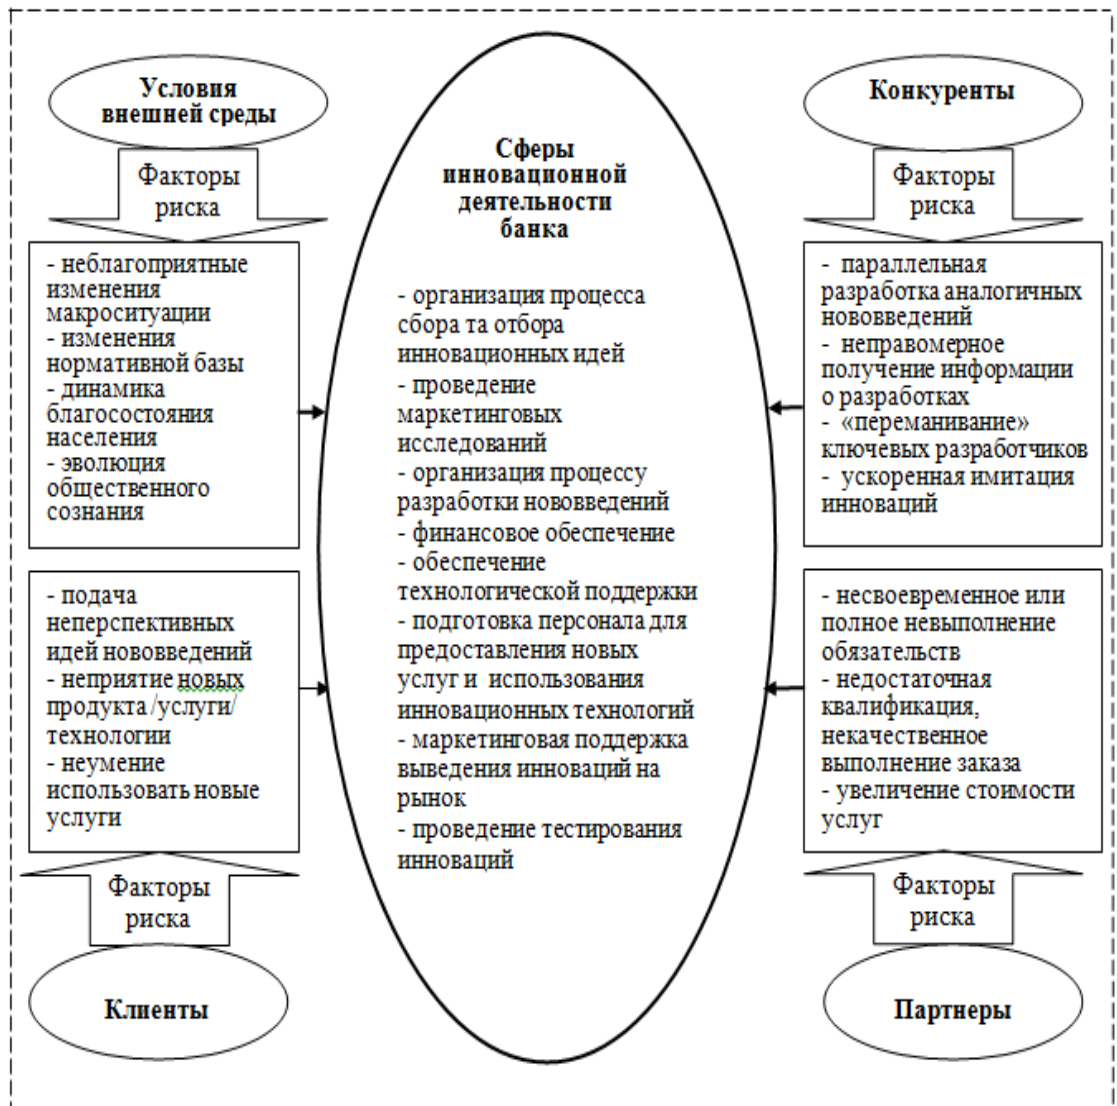 Условия
внешней среды
Факторы
риска
- неблагоприятные
изменения
макроситуации
- изменения
нормативной базы
- динамика
благосостояния
населения
- эволюция
общественного
сознания
- подача
неперспективных
идей нововведений
- неприятие новых
продукта /услуги/
технологии
- неумение
использовать новые
услуги
Факторы
риска
Клиенты
Сферы
инновационной
деятельности
банка
- организация процесса
сбора та отбора
инновационных идей
- проведение
маркетинговых
исследований
- организация процессу
разработки нововведений
- финансовое обеспечение
- обеспечение
технологической поддержки
- подготовка персонала для
предоставления новых
услуг и использования
инновационных технологий
- маркетинговая поддержка
выведения инноваций на
рынок
- проведение тестирования
инноваций
Конкуренты
Факторы
риска
- параллельная
разработка аналогичных
нововведений
- неправомерное
получение информации
о разработках
- «переманивание»
ключевых разработчиков
- ускоренная имитация
инноваций
- несвоевременное или
полное невыполнение
обязательств
- недостаточная
квалификация,
некачественное
выполнение заказа
- увеличение стоимости
услуг
Факторы
риска
Партнеры